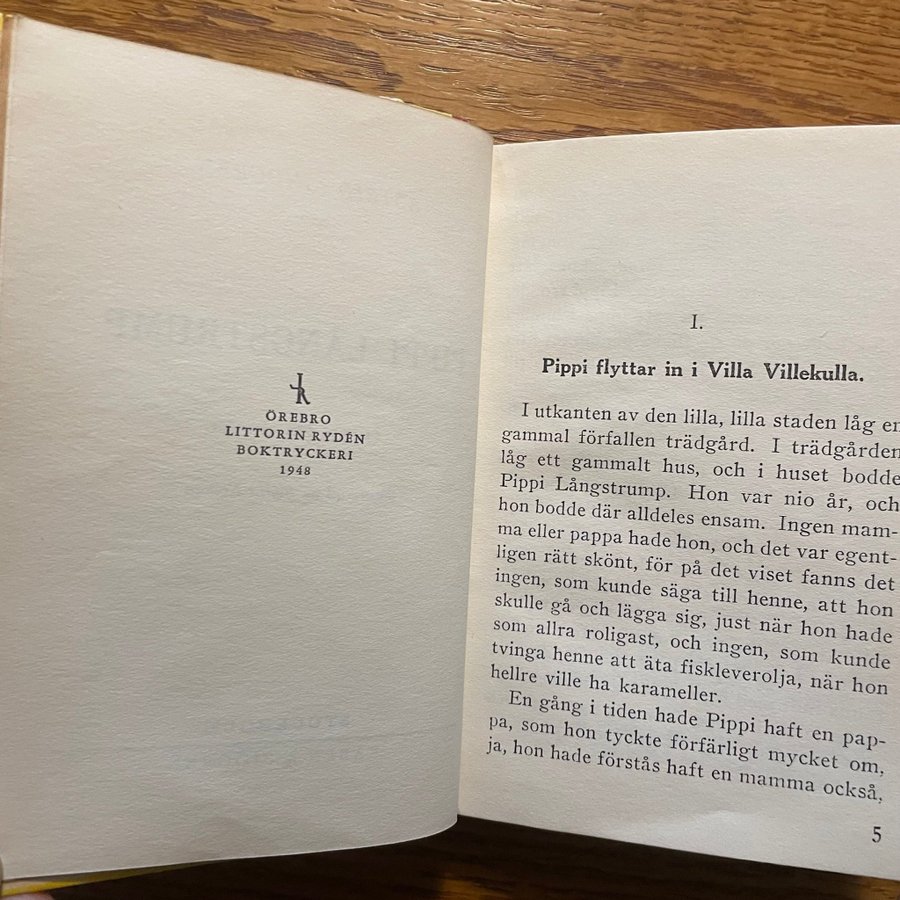 JR
ÖREBRO
LITTORIN RYDÉN
BOKTRYCKERI
1948
I.
Pippi flyttar in i Villa Villekulla.
I utkanten av den lilla, lilla staden låg en
gammal förfallen trädgård. I trädgården
låg ett gammalt hus, och i huset bodde
Pippi Långstrump. Hon var nio år, och
hon bodde där alldeles ensam. Ingen mam-
ma eller pappa hade hon, och det var egent-
ligen rätt skönt, för på det viset fanns det
ingen, som kunde säga till henne, att hon
skulle gå och lägga sig, just när hon hade
som allra roligast, och ingen, som kunde
tvinga henne att äta fiskleverolja, när hon
hellre ville ha karameller.
En gång i tiden hade Pippi haft en pap-
pa, som hon tyckte förfärligt mycket om,
ja, hon hade förstås haft en mamma också,
5